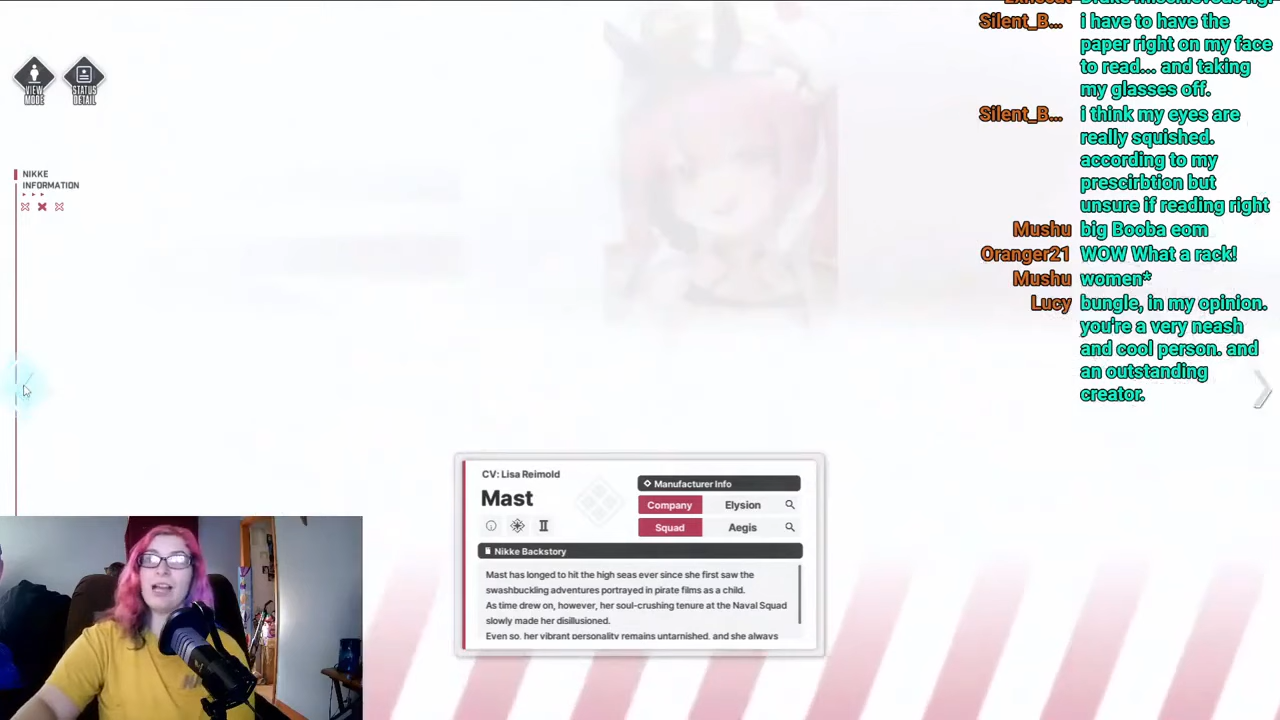 VIEW
MODE
STATUS
DETAIL
NIKKE
INFORMATION
CV: Lisa Reimold
Mast
Manufacturer Info
Company Elysion
Squad Aegis
Nikke Backstory
Mast has longed to hit the high seas ever since she first saw the
swashbuckling adventures portrayed in pirate films as a child.
As time drew on, however, her soul-crushing tenure at the Naval Squad
slowly made her disillusioned.
Even so, her vibrant personality remains untarnished, and she always
Silent_B... i have to have the
paper right on my face
to read... and taking
my glasses off.
Silent_B... i think my eyes are
really squished.
according to my
prescirbtion but
unsure if reading right
Mushu big Booba eom
Oranger21 WOW What a rack!
Mushu women*
Lucy bungle, in my opinion.
you're a very neash
and cool person. and
an outstanding
creator.